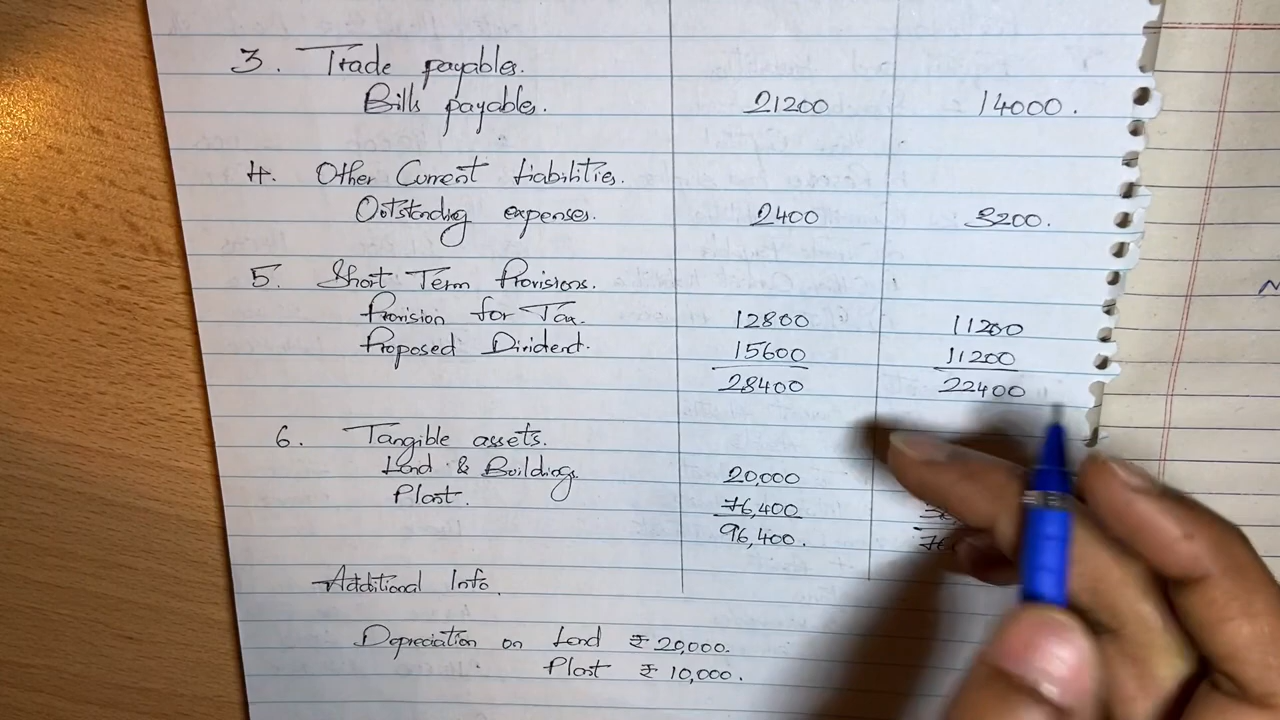 3. Trade payables.
Bills payable. 21200 14000.
4. Other Current Liabilities.
Outstanding expenses. 2400 3200.
5. Short Term Provisions.
Provision for Tax. 12800 11200
Proposed Dividend. 15600 11200
28400 22400
6. Tangible assets.
Land & Buildings 20,000
Plant. 76,400
96,400.
Additional Info.
Depreciation on Land ₹ 20,000.
Plant ₹ 10,000.